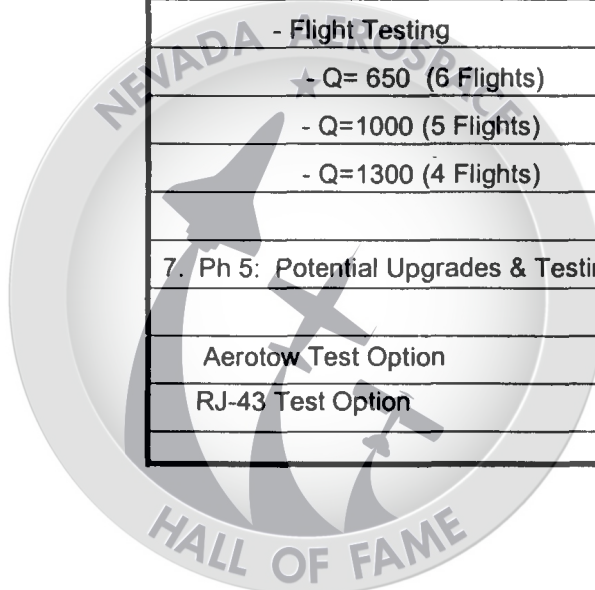 - Flight Testing
- Q= 650 (6 Flights)
- Q=1000 (5 Flights)
- Q=1300 (4 Flights)
7. Ph 5: Potential Upgrades & Testin
Aerotow Test Option
RJ-43 Test Option
NEVADA AEROSPACE
HALL OF FAME